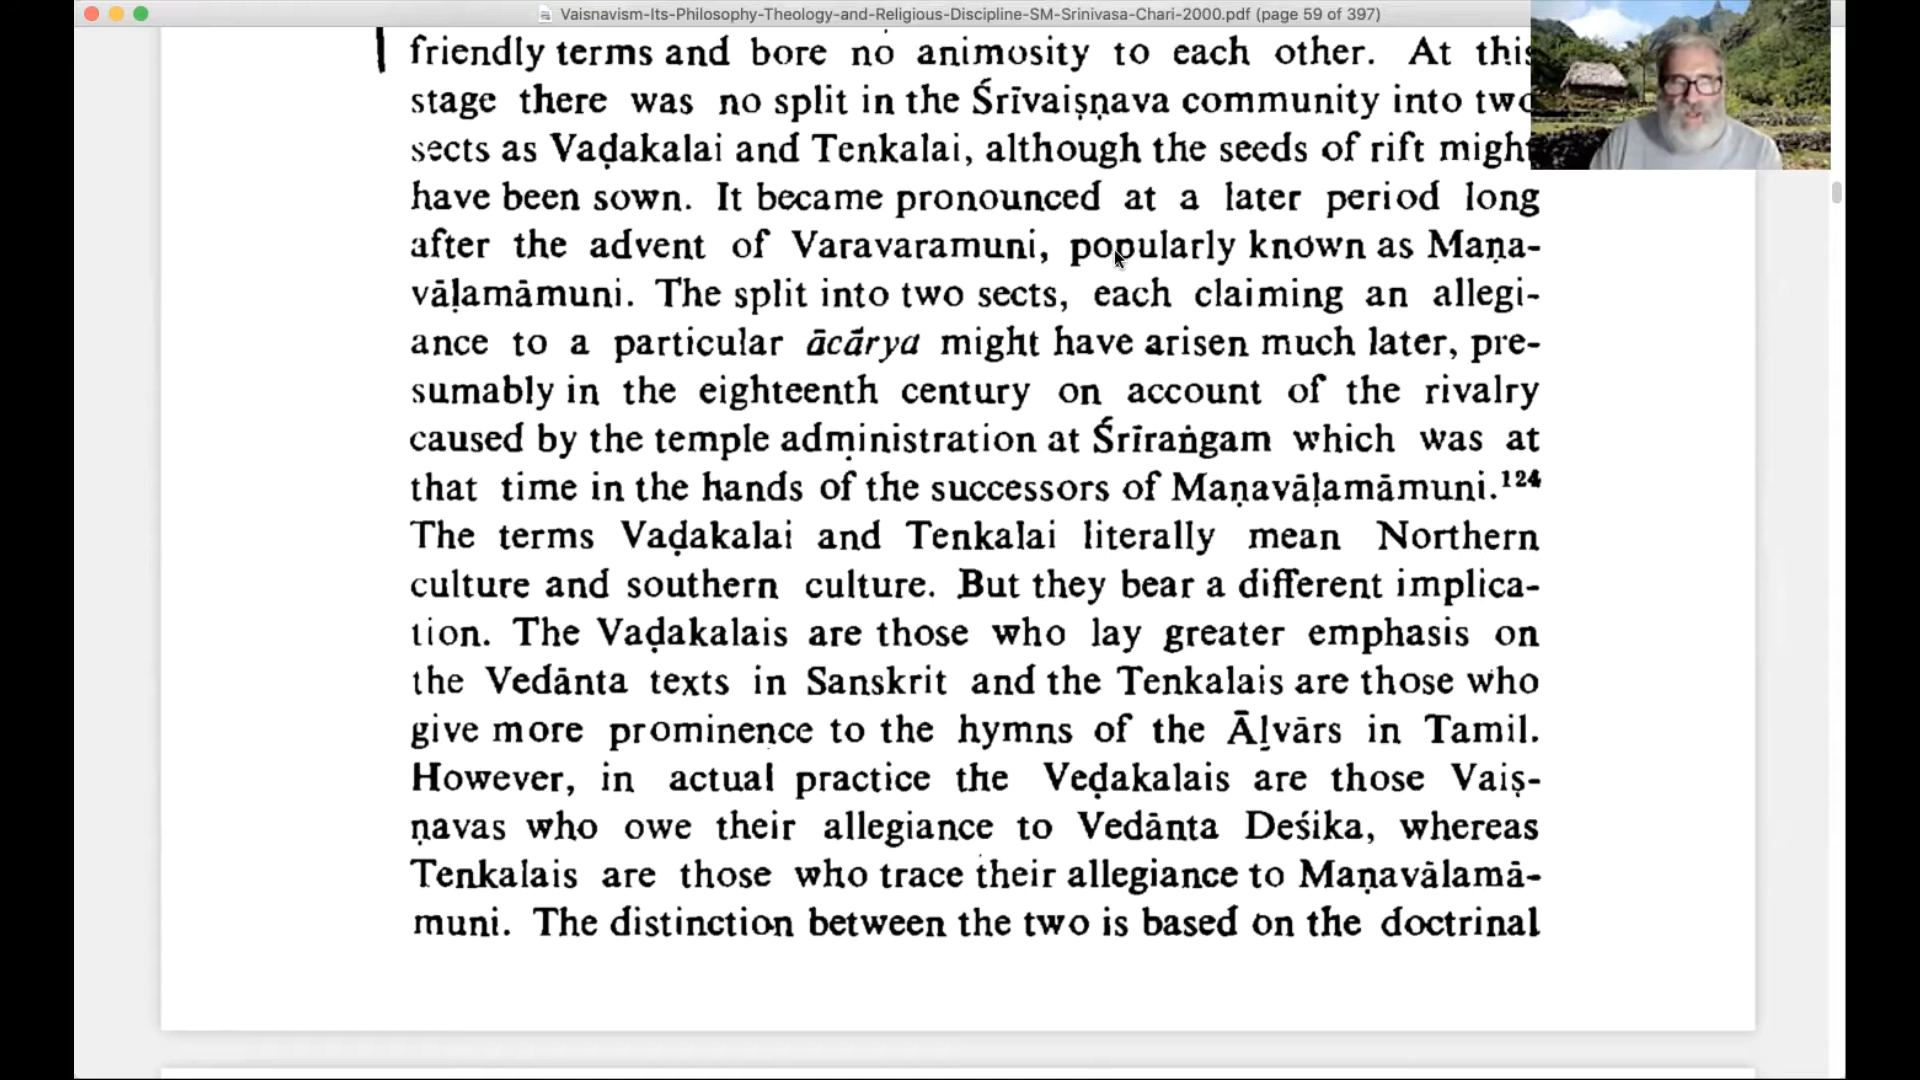 Vaisnavism-Its-Philosophy-Theology-and-Religious-Discipline-SM-Srinivasa-Chari-2000.pdf (page 59 of 397)
friendly terms and bore no animosity to each other. At this
stage there was no split in the Śrīvaiṣṇava community into two
sects as Vaḍakalai and Tenkalai, although the seeds of rift might
have been sown. It became pronounced at a later period long
after the advent of Varavaramuni, popularly known as Maṇa-
vāḷamāmuni. The split into two sects, each claiming an allegi-
ance to a particular ācārya might have arisen much later, pre-
sumably in the eighteenth century on account of the rivalry
caused by the temple administration at Śrīraṅgam which was at
that time in the hands of the successors of Maṇavāḷamāmuni.¹²⁴
The terms Vaḍakalai and Tenkalai literally mean Northern
culture and southern culture. But they bear a different implica-
tion. The Vaḍakalais are those who lay greater emphasis on
the Vedānta texts in Sanskrit and the Tenkalais are those who
give more prominence to the hymns of the Āḻvārs in Tamil.
However, in actual practice the Veḍakalais are those Vaiṣ-
ṇavas who owe their allegiance to Vedānta Deśika, whereas
Tenkalais are those who trace their allegiance to Maṇavālamā-
muni. The distinction between the two is based on the doctrinal